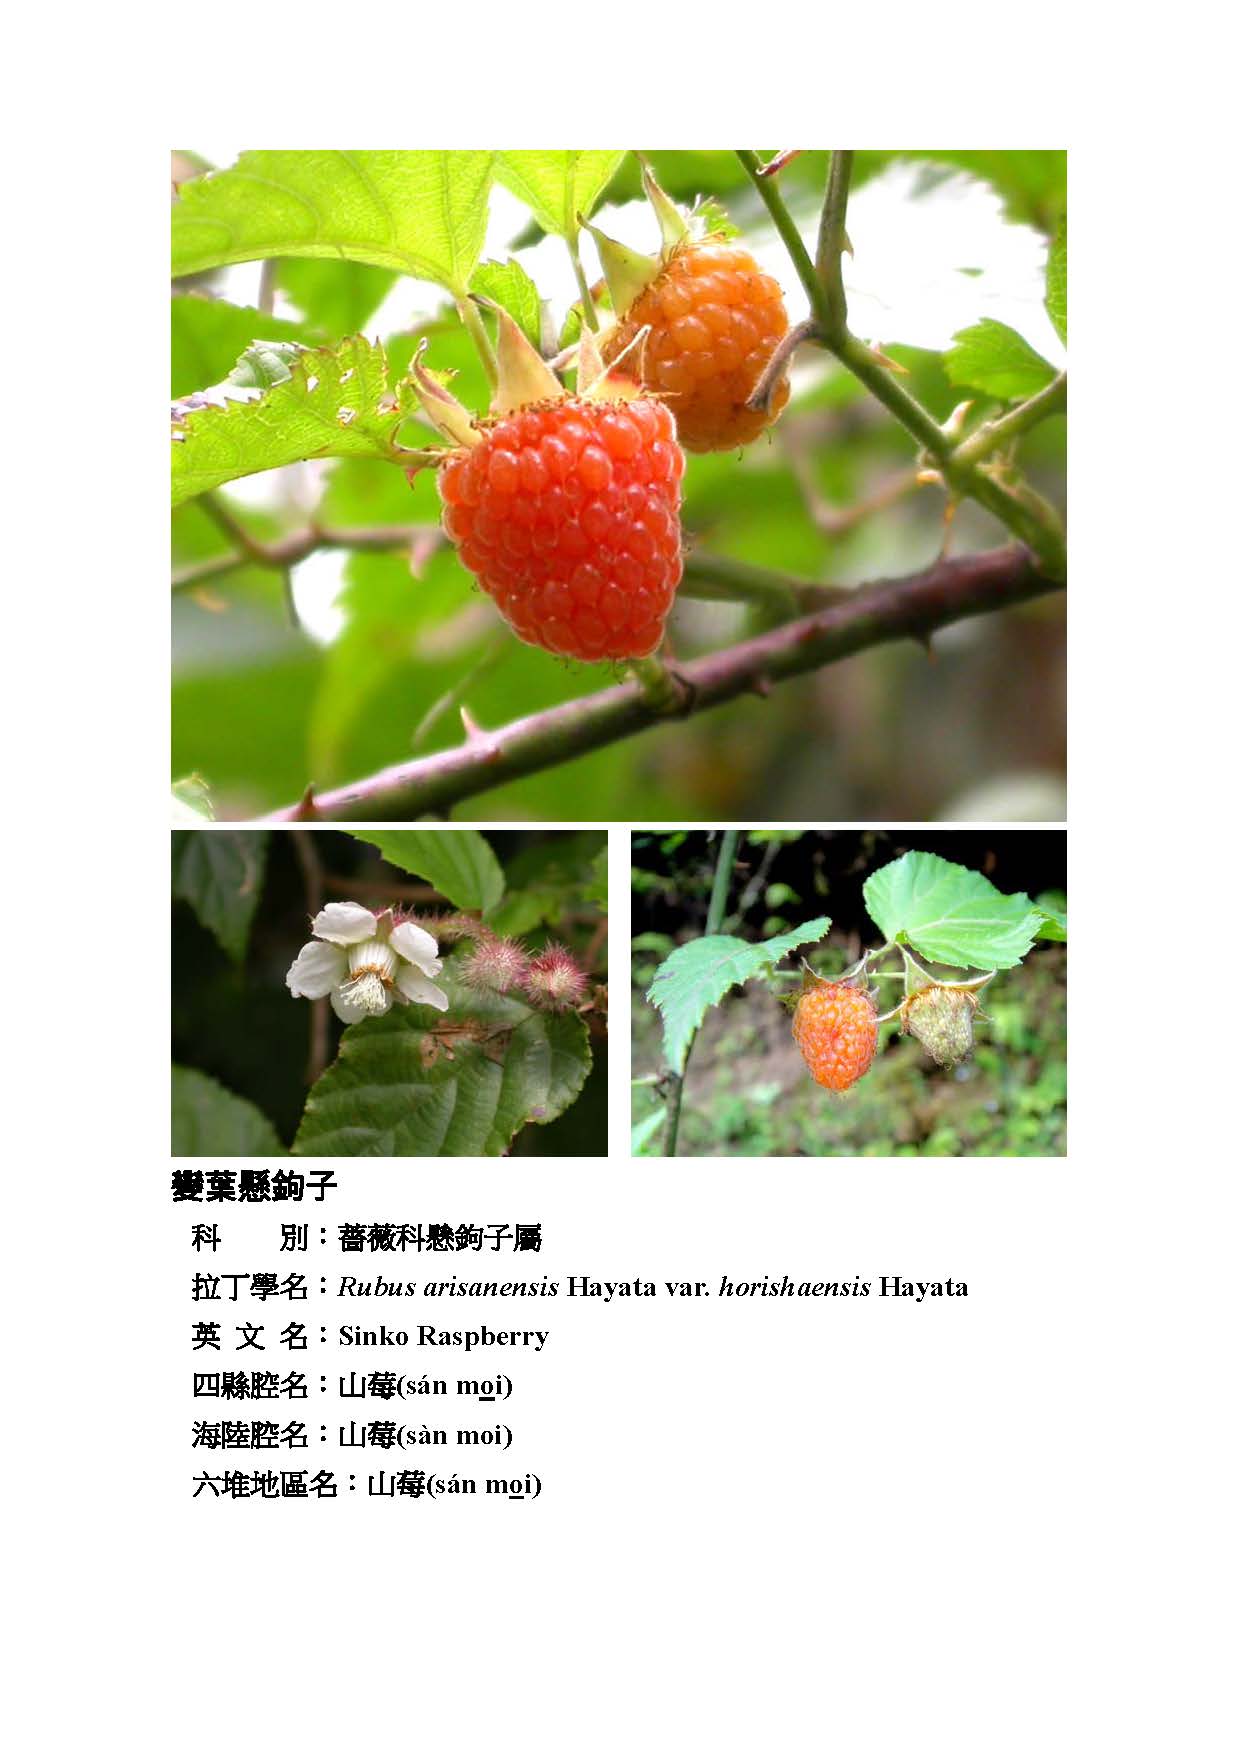 變葉懸鉤子
科　　別：薔薇科懸鉤子屬
拉丁學名：Rubus arisanensis Hayata var. horishaensis Hayata
英 文 名：Sinko Raspberry
四縣腔名：山莓(sán mo̲i)
海陸腔名：山莓(sàn moi)
六堆地區名：山莓(sán mo̲i)